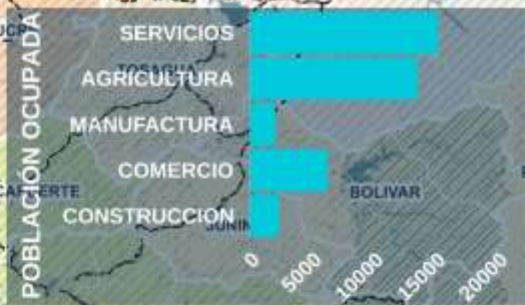 POBLACIÓN OCUPADA
SERVICIOS
TOSAGUA
AGRICULTURA
MANUFACTURA
COMERCIO
BOLIVAR
CONSTRUCCION
JUNIN
0
5000
10000
15000
20000